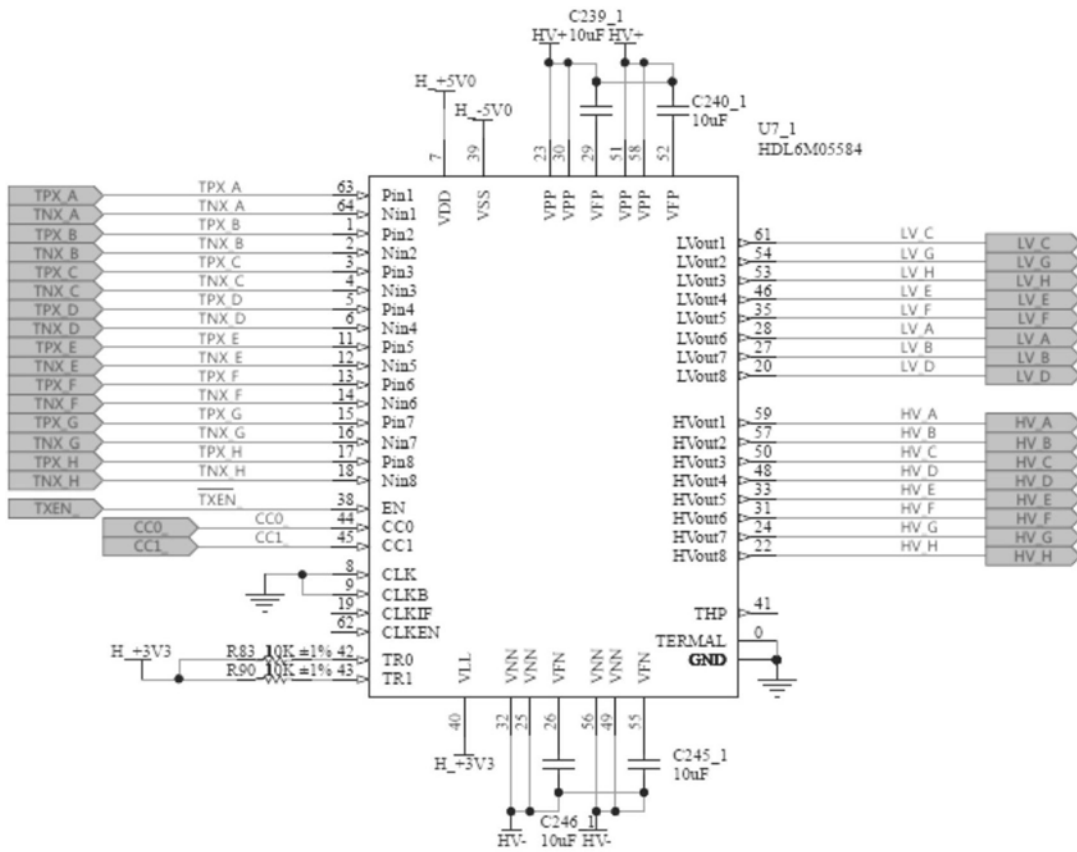 C239_1
HV+ 10uF HV+
H_+5V0
H_-5V0
C240_1
10uF
U7_1
HDL6M05584
7
39
23
30
29
51
58
52
VDD
VSS
VPP
VPP
VFP
VPP
VPP
VFP
TPX_A TPX_A 63 Pin1
TNX_A TNX_A 64 Nin1
TPX_B TPX_B 1 Pin2
TNX_B TNX_B 2 Nin2
TPX_C TPX_C 3 Pin3
TNX_C TNX_C 4 Nin3
TPX_D TPX_D 5 Pin4
TNX_D TNX_D 6 Nin4
TPX_E TPX_E 11 Pin5
TNX_E TNX_E 12 Nin5
TPX_F TPX_F 13 Pin6
TNX_F TNX_F 14 Nin6
TPX_G TPX_G 15 Pin7
TNX_G TNX_G 16 Nin7
TPX_H TPX_H 17 Pin8
TNX_H TNX_H 18 Nin8
TXEN_ TXEN_ 38 EN
CC0_ CC0_ 44 CC0
CC1_ CC1_ 45 CC1
8 CLK
9 CLKB
19 CLKIF
62 CLKEN
H_+3V3 R83 10K ±1% 42 TR0
R90 10K ±1% 43 TR1
LVout1 61 LV_C LV_C
LVout2 54 LV_G LV_G
LVout3 53 LV_H LV_H
LVout4 46 LV_E LV_E
LVout5 35 LV_F LV_F
LVout6 28 LV_A LV_A
LVout7 27 LV_B LV_B
LVout8 20 LV_D LV_D
HVout1 59 HV_A HV_A
HVout2 57 HV_B HV_B
HVout3 50 HV_C HV_C
HVout4 48 HV_D HV_D
HVout5 33 HV_E HV_E
HVout6 31 HV_F HV_F
HVout7 24 HV_G HV_G
HVout8 22 HV_H HV_H
THP 41
TERMAL 0
GND
VLL
VNN
VNN
VFN
VNN
VNN
VFN
40
32
25
26
56
49
55
H_+3V3
C245_1
10uF
C246_1
HV- 10uF HV-